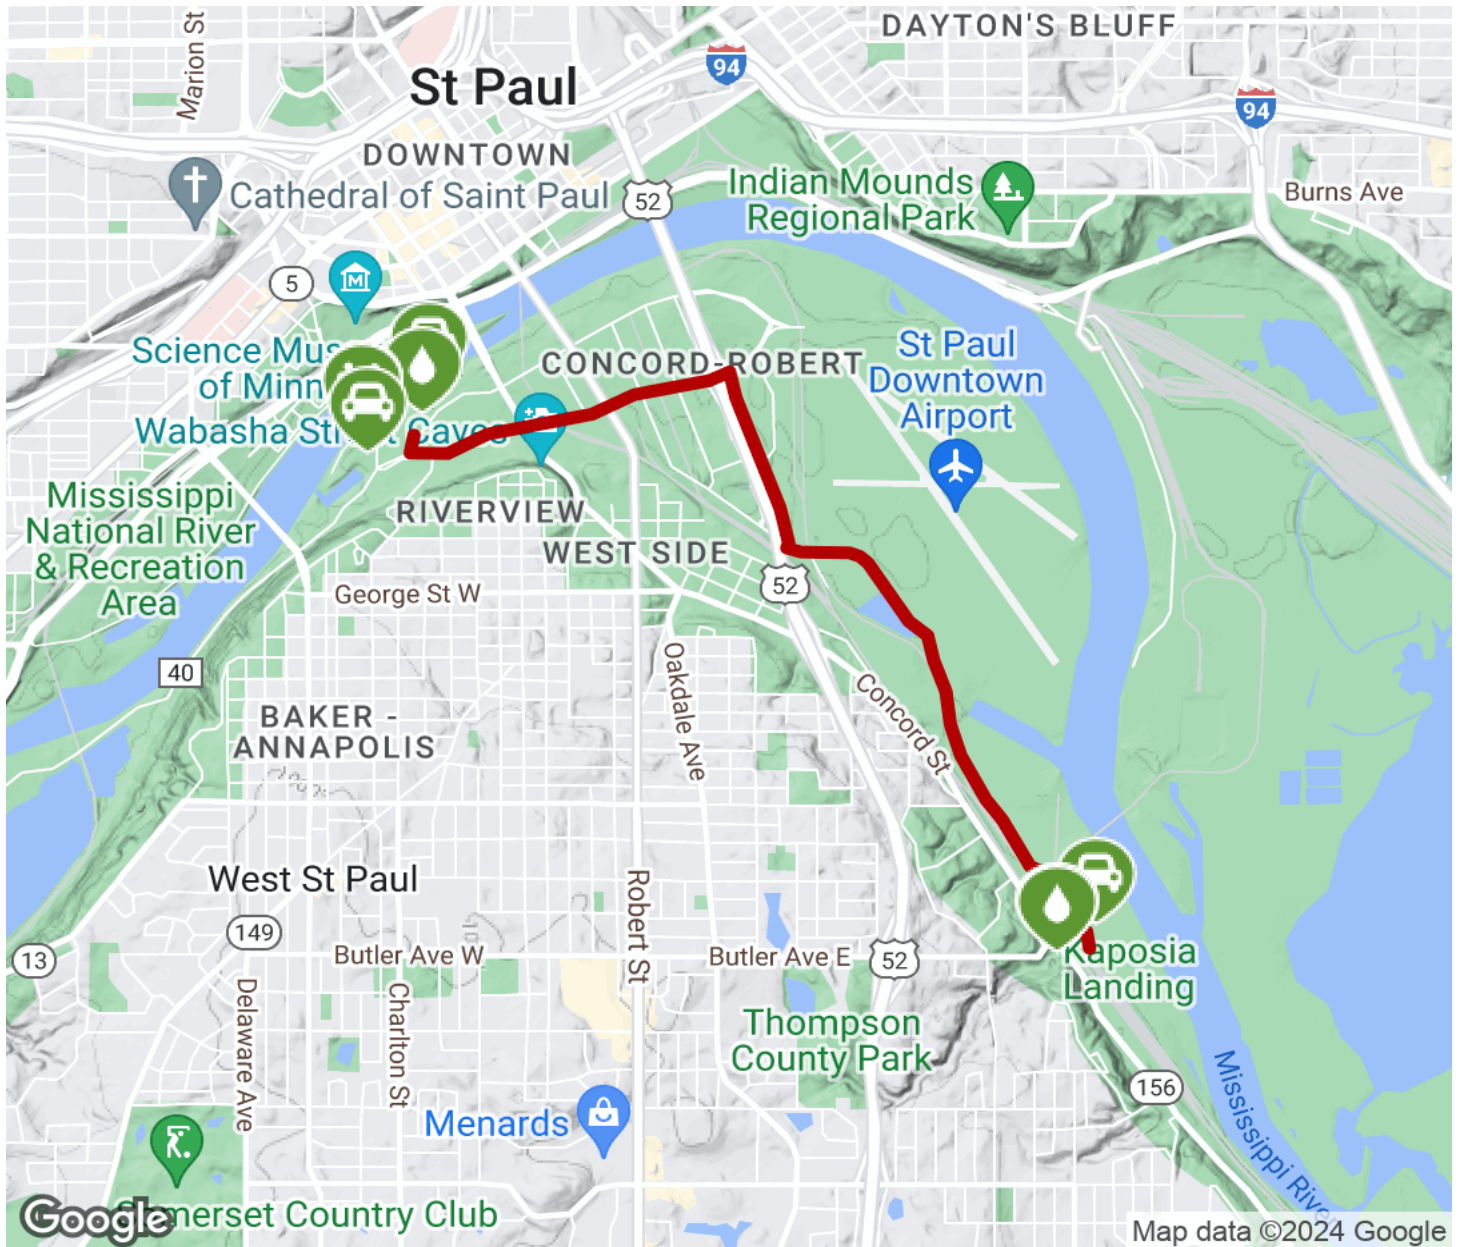 DAYTON'S BLUFF
Marion St
94
St Paul
94
DOWNTOWN
Cathedral of Saint Paul
52
Indian Mounds
Regional Park
Burns Ave
5
M
Science Mus
of Minn
CONCORD-ROBERT
St Paul
Downtown
Airport
Wabasha Street Caves
Mississippi
National River
& Recreation
Area
RIVERVIEW
WEST SIDE
52
George St W
40
Oakdale Ave
Concord St
BAKER -
ANNAPOLIS
West St Paul
Robert St
149
13
Butler Ave W
Butler Ave E
52
Kaposia
Landing
Delaware Ave
Charlton St
Thompson
County Park
156
Mississippi River
Menards
Somerset Country Club
Google
Map data ©2024 Google